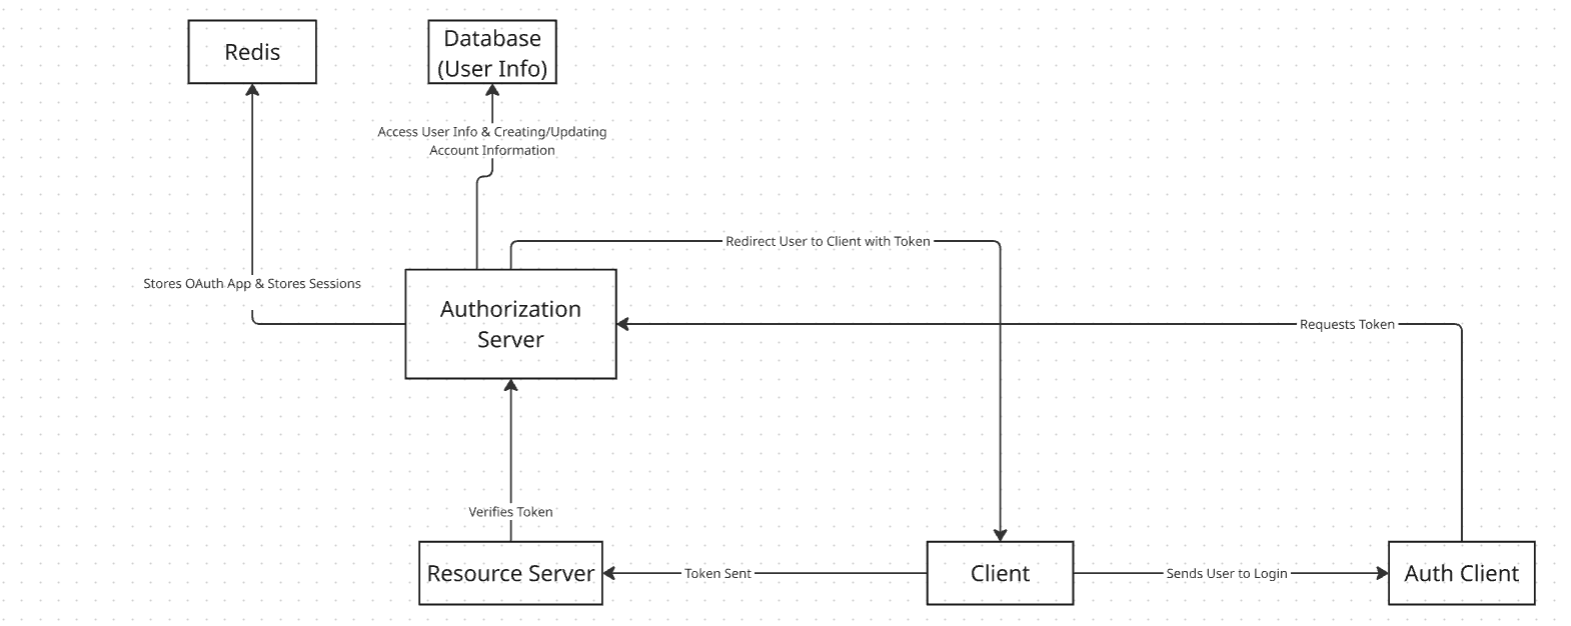 Redis
Database
(User Info)
Access User Info & Creating/Updating
Account Information
Redirect User to Client with Token
Stores OAuth App & Stores Sessions
Authorization
Server
Requests Token
Verifies Token
Resource Server
Token Sent
Client
Sends User to Login
Auth Client